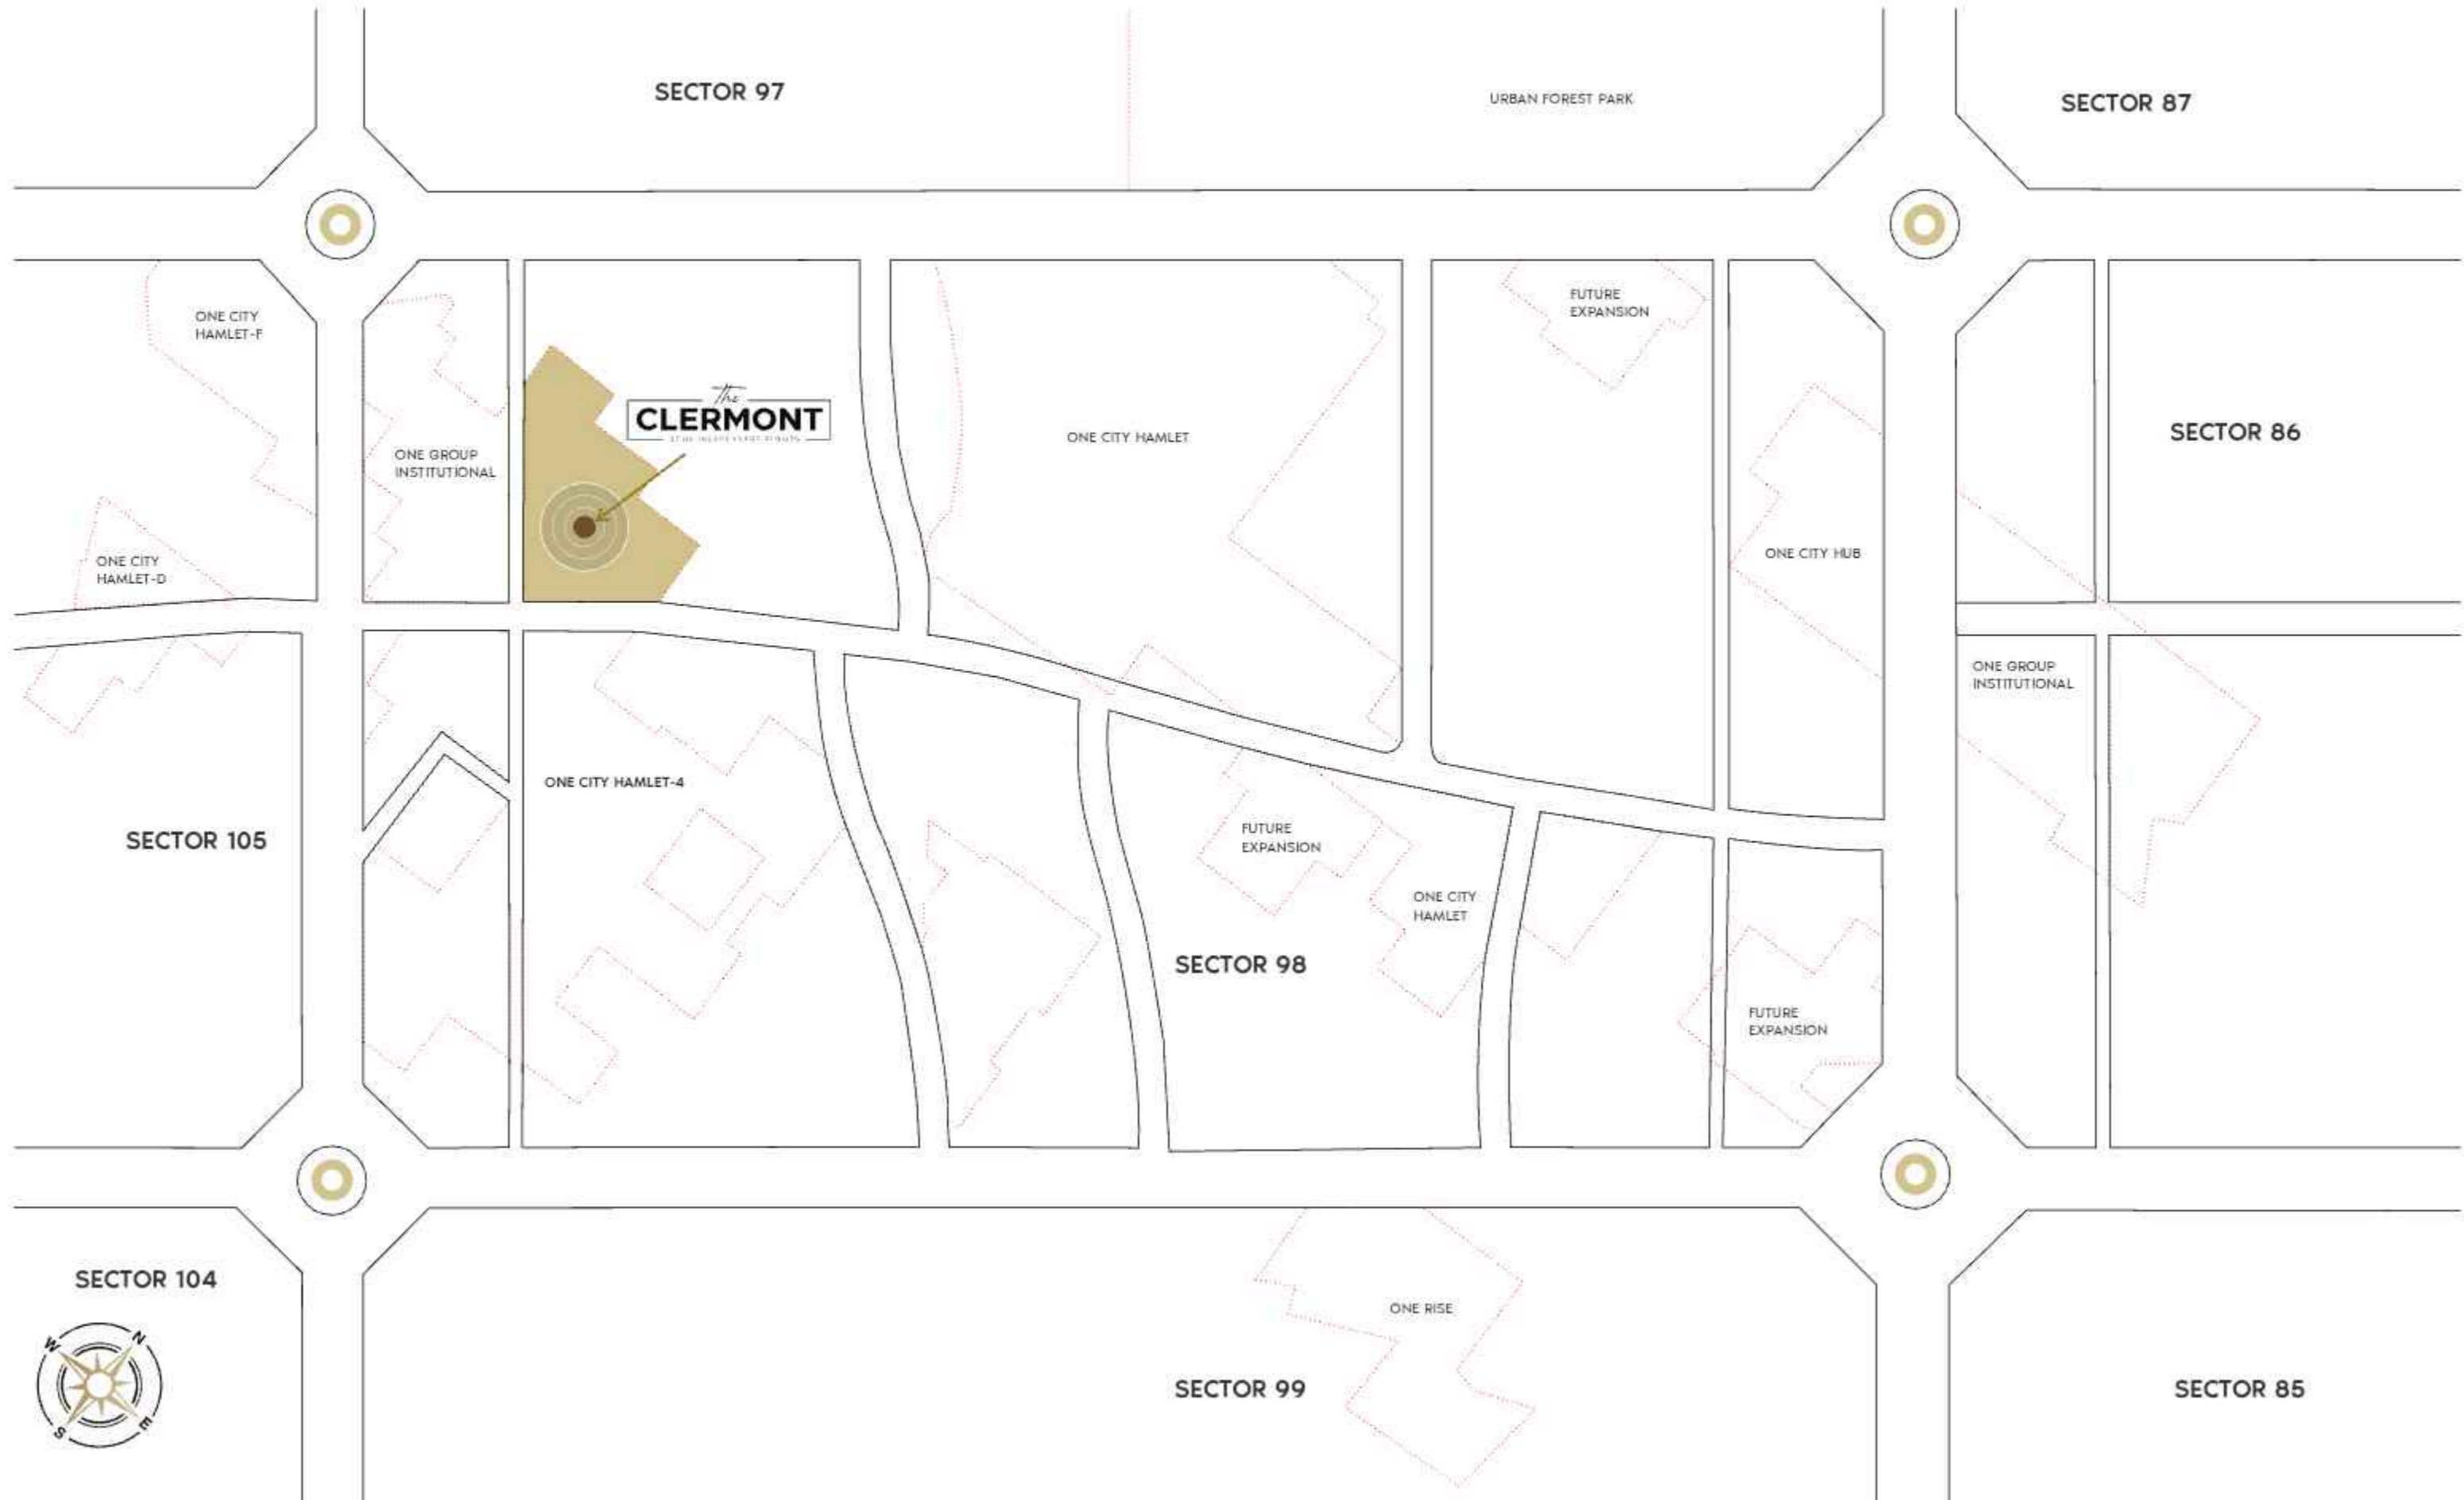 SECTOR 97
URBAN FOREST PARK
SECTOR 87
ONE CITY
HAMLET-F
FUTURE
EXPANSION
the
CLERMONT
ONE CITY HAMLET
SECTOR 86
ONE GROUP
INSTITUTIONAL
ONE CITY
HAMLET-D
ONE CITY HUB
ONE GROUP
INSTITUTIONAL
ONE CITY HAMLET-4
SECTOR 105
FUTURE
EXPANSION
ONE CITY
HAMLET
SECTOR 98
FUTURE
EXPANSION
SECTOR 104
ONE RISE
W
N
SECTOR 99
SECTOR 85
S
E